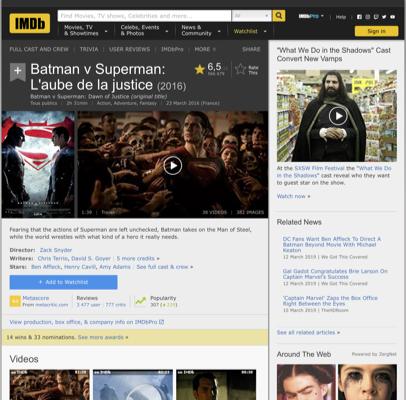 IMDb
Find Movies, TV shows, Celebrities and more...
All
IMDbPro
Help
Movies, TV
& Showtimes
Celebs, Events
& Photos
News &
Community
Watchlist
Sign in
FULL CAST AND CREW | TRIVIA | USER REVIEWS | IMDbPro | MORE
SHARE
Batman v Superman:
L'aube de la justice (2016)
Batman v Superman: Dawn of Justice (original title)
Tous publics | 2h 31min | Action, Adventure, Fantasy | 23 March 2016 (France)
6,5
Rate
This
1:39 | Trailer
38 VIDEOS | 382 IMAGES
Fearing that the actions of Superman are left unchecked, Batman takes on the Man of Steel,
while the world wrestles with what kind of a hero it really needs.
Director: Zack Snyder
Writers: Chris Terrio, David S. Goyer | 5 more credits »
Stars: Ben Affleck, Henry Cavill, Amy Adams | See full cast & crew »
+ Add to Watchlist
44
Metascore
From metacritic.com
Reviews
3 477 user | 777 critic
Popularity
307
View production, box office, & company info on IMDbPro
14 wins & 33 nominations. See more awards »
Videos
"What We Do in the Shadows" Cast
Convert New Vamps
At the SXSW Film Festival the "What We
Do in the Shadows" cast reveal who they want
to guest star on the show.
Watch now »
Related News
DC Fans Want Ben Affleck To Direct A
Batman Beyond Movie With Michael
Keaton
12 March 2019 | We Got This Covered
Gal Gadot Congratulates Brie Larson On
Captain Marvel's Success
12 March 2019 | We Got This Covered
'Captain Marvel' Zaps the Box Office
Right Between the Eyes
10 March 2019 | TheHDRoom
See all related articles »
Around The Web
Powered by ZergNet